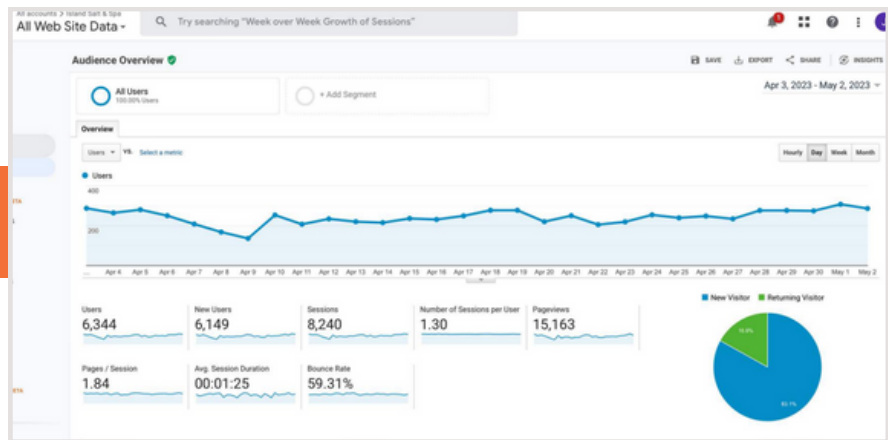 All accounts > Island Salt & Spa
All Web Site Data
Try searching "Week over Week Growth of Sessions"
Audience Overview
SAVE EXPORT SHARE INSIGHTS
All Users
100.00% Users
+ Add Segment
Apr 3, 2023 - May 2, 2023
Overview
Users VS. Select a metric
Hourly Day Week Month
Users
400
200
... Apr 4 Apr 5 Apr 6 Apr 7 Apr 8 Apr 9 Apr 10 Apr 11 Apr 12 Apr 13 Apr 14 Apr 15 Apr 16 Apr 17 Apr 18 Apr 19 Apr 20 Apr 21 Apr 22 Apr 23 Apr 24 Apr 25 Apr 26 Apr 27 Apr 28 Apr 29 Apr 30 May 1 May 2
New Visitor Returning Visitor
Users New Users Sessions Number of Sessions per User Pageviews
6,344 6,149 8,240 1.30 15,163
Pages / Session Avg. Session Duration Bounce Rate
1.84 00:01:25 59.31%
83.1%